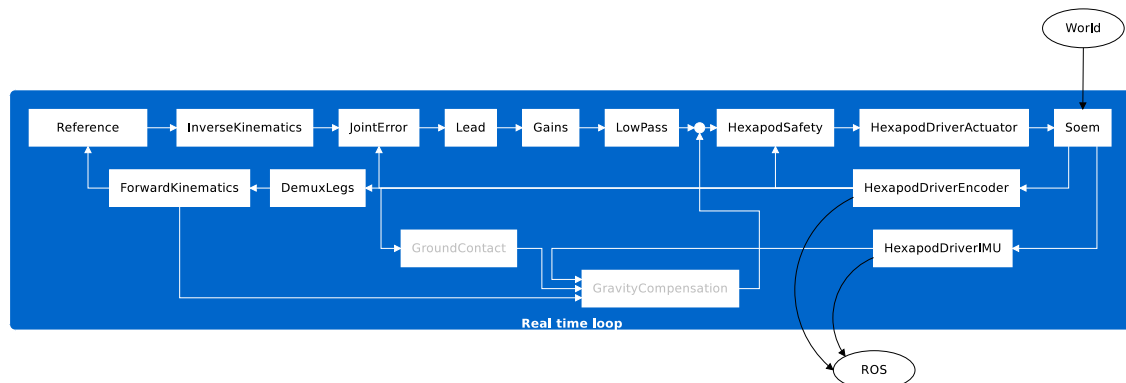 World
Reference
InverseKinematics
JointError
Lead
Gains
LowPass
HexapodSafety
HexapodDriverActuator
Soem
ForwardKinematics
DemuxLegs
HexapodDriverEncoder
GroundContact
HexapodDriverIMU
GravityCompensation
Real time loop
ROS